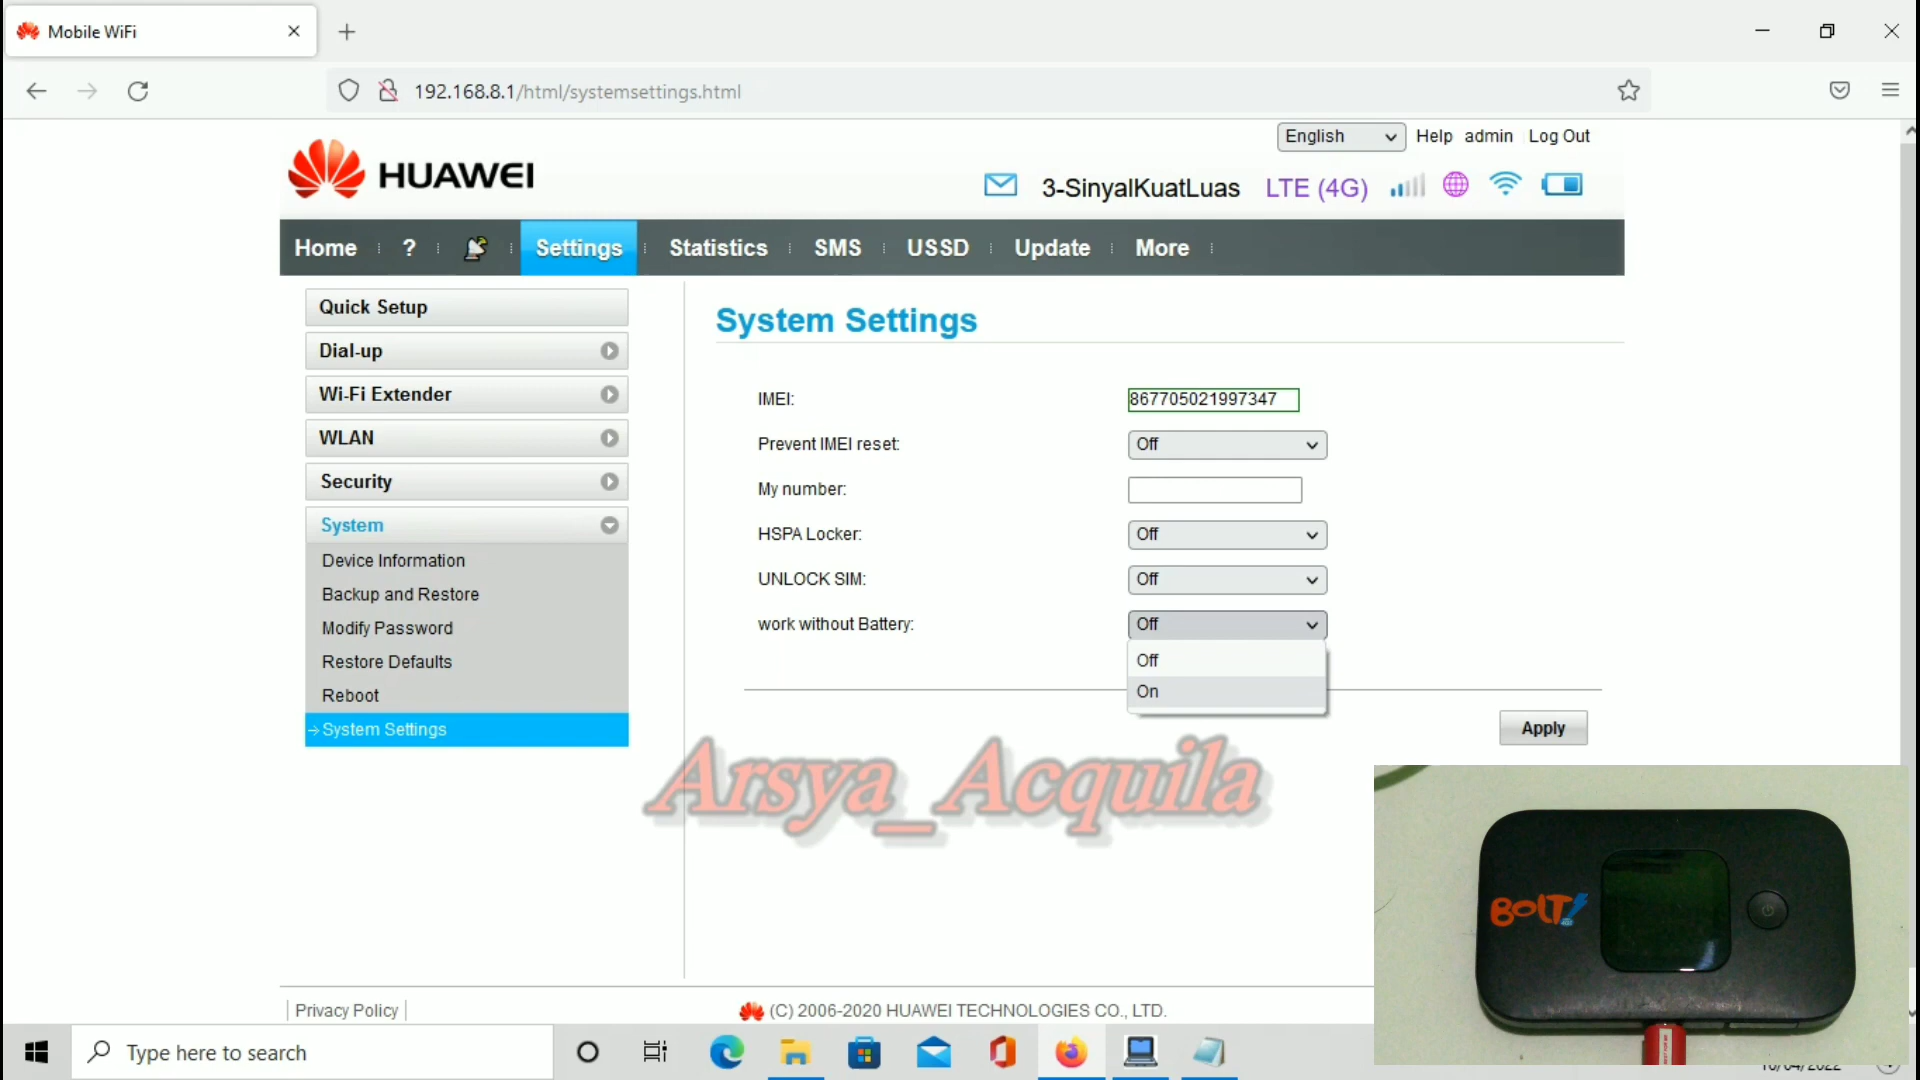 Mobile WiFi
192.168.8.1/html/systemsettings.html
English Help admin Log Out
HUAWEI
3-SinyalKuatLuas LTE (4G)
Home ? Settings Statistics SMS USSD Update More
Quick Setup
Dial-up
Wi-Fi Extender
WLAN
Security
System
Device Information
Backup and Restore
Modify Password
Restore Defaults
Reboot
System Settings
System Settings
IMEI: 867705021997347
Prevent IMEI reset: Off
My number:
HSPA Locker: Off
UNLOCK SIM: Off
work without Battery: Off
Off
On
Apply
Arsya_Acquila
BOLT!
Privacy Policy
(C) 2006-2020 HUAWEI TECHNOLOGIES CO., LTD.
Type here to search